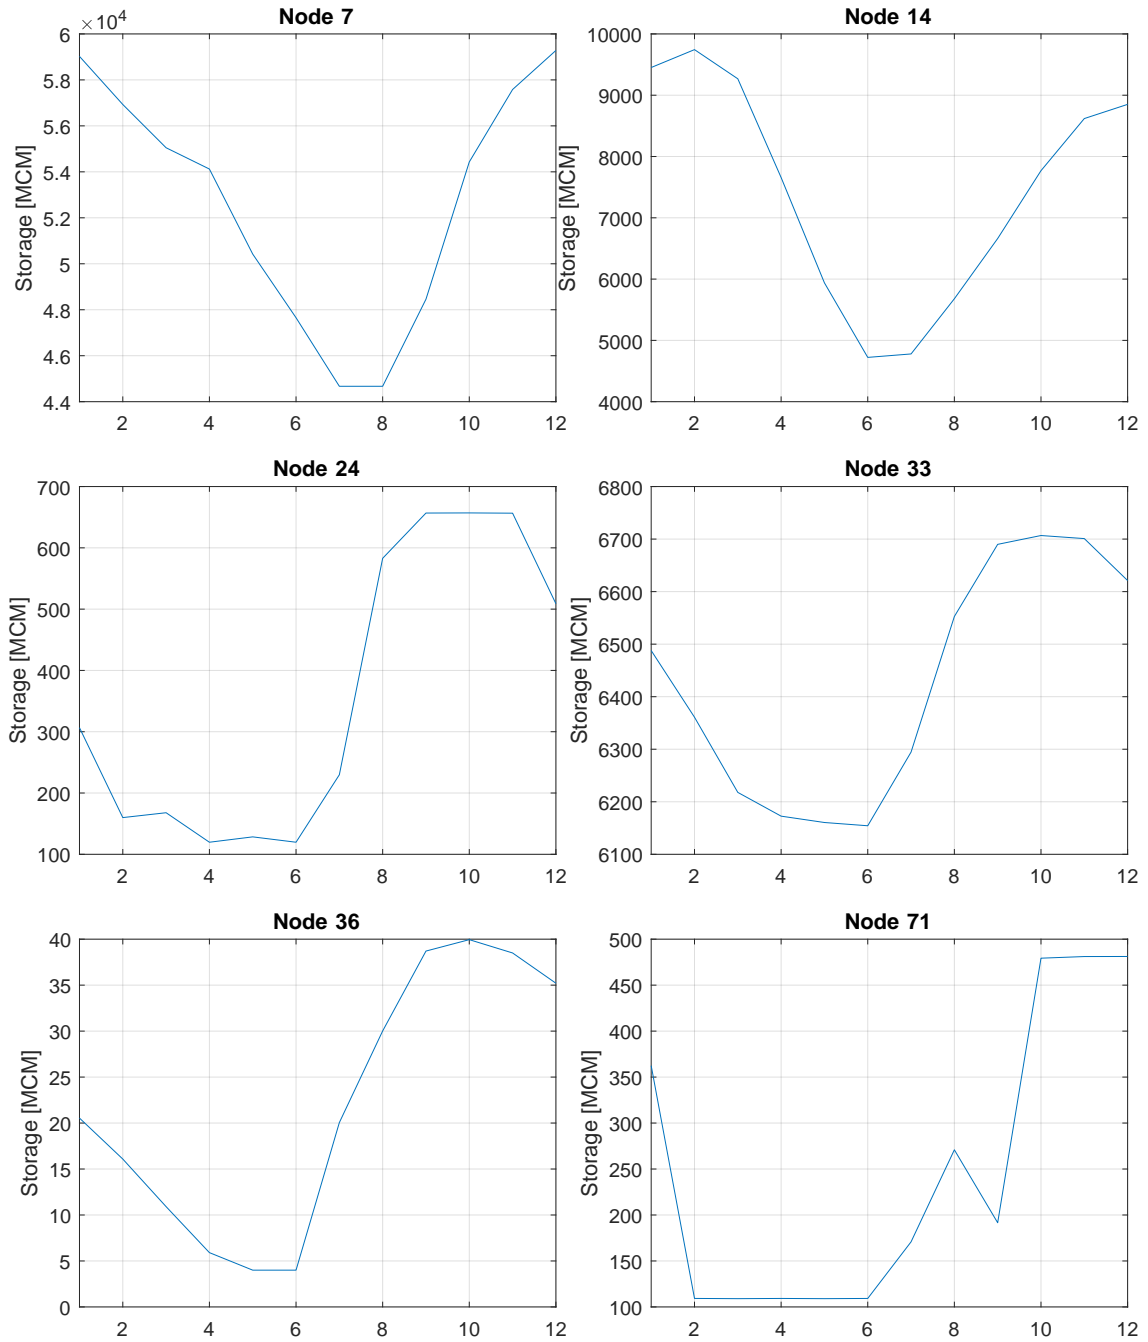 Node 7
×10⁴
6
5.8
5.6
5.4
5.2
5
4.8
4.6
4.4
Storage [MCM]
2 4 6 8 10 12
Node 14
10000
9000
8000
7000
6000
5000
4000
Storage [MCM]
2 4 6 8 10 12
Node 24
700
600
500
400
300
200
100
Storage [MCM]
2 4 6 8 10 12
Node 33
6800
6700
6600
6500
6400
6300
6200
6100
Storage [MCM]
2 4 6 8 10 12
Node 36
40
35
30
25
20
15
10
5
0
Storage [MCM]
2 4 6 8 10 12
Node 71
500
450
400
350
300
250
200
150
100
Storage [MCM]
2 4 6 8 10 12